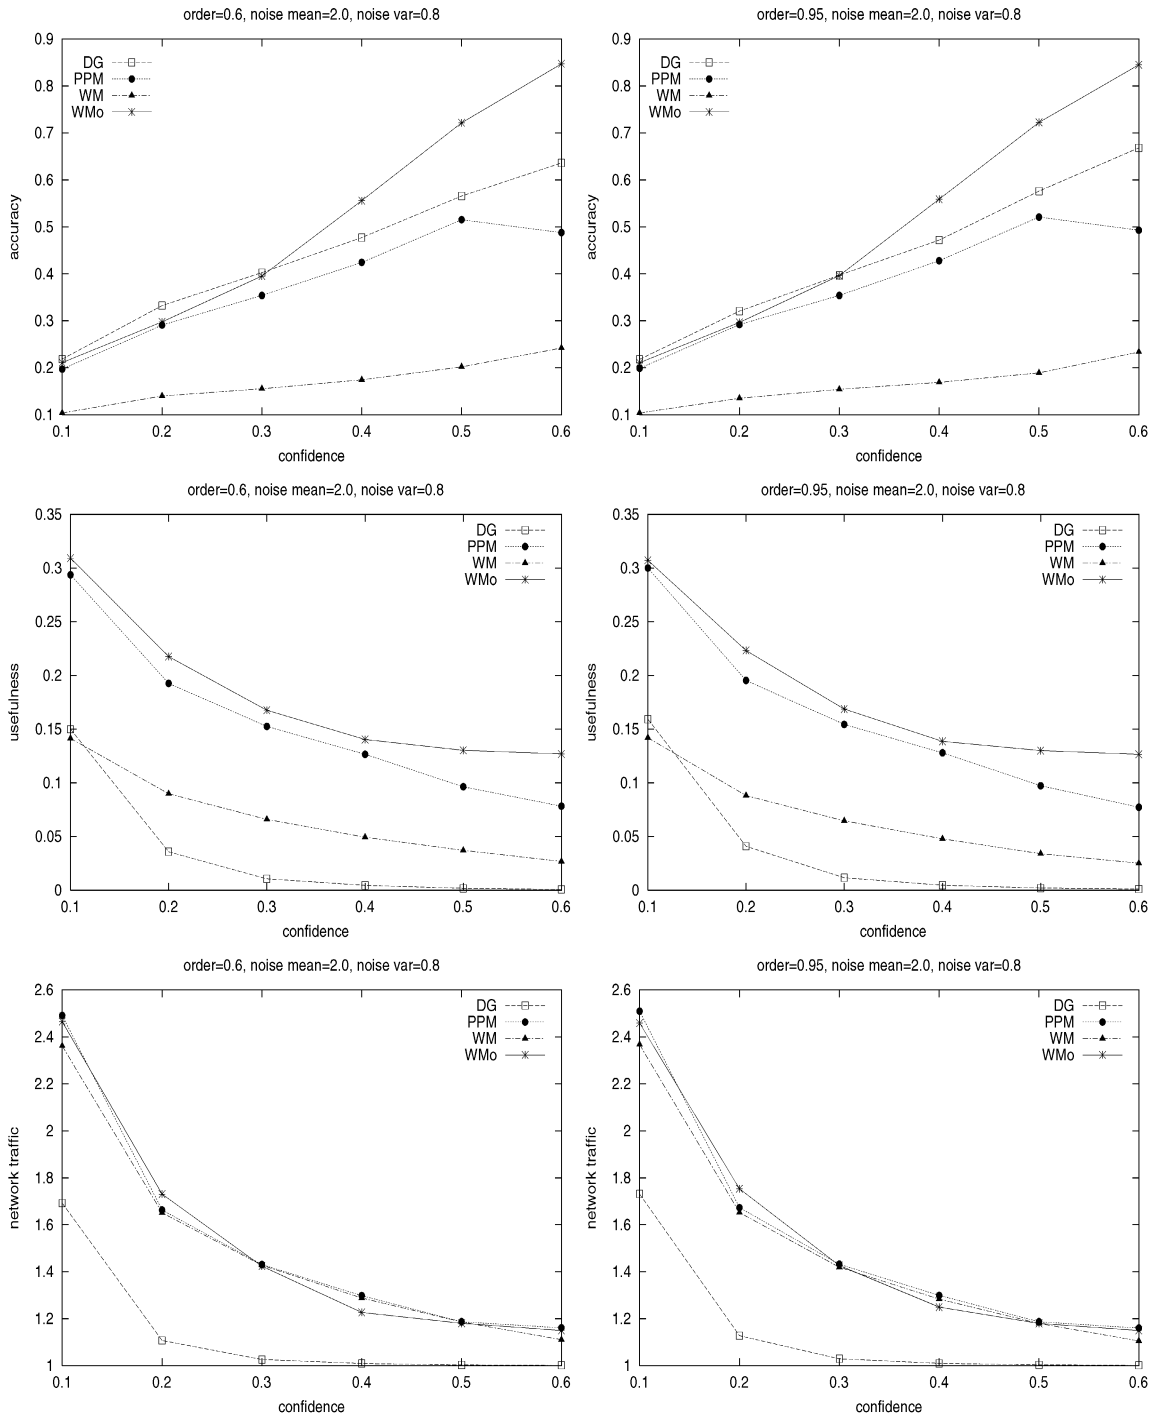 order=0.6, noise mean=2.0, noise var=0.8
0.9
0.8
0.7
0.6
0.5
0.4
0.3
0.2
0.1
accuracy
DG
PPM
WM
WMo
0.1 0.2 0.3 0.4 0.5 0.6
confidence
order=0.95, noise mean=2.0, noise var=0.8
0.9
0.8
0.7
0.6
0.5
0.4
0.3
0.2
0.1
accuracy
DG
PPM
WM
WMo
0.1 0.2 0.3 0.4 0.5 0.6
confidence
order=0.6, noise mean=2.0, noise var=0.8
0.35
0.3
0.25
0.2
0.15
0.1
0.05
0
usefulness
DG
PPM
WM
WMo
0.1 0.2 0.3 0.4 0.5 0.6
confidence
order=0.95, noise mean=2.0, noise var=0.8
0.35
0.3
0.25
0.2
0.15
0.1
0.05
0
usefulness
DG
PPM
WM
WMo
0.1 0.2 0.3 0.4 0.5 0.6
confidence
order=0.6, noise mean=2.0, noise var=0.8
2.6
2.4
2.2
2
1.8
1.6
1.4
1.2
1
network traffic
DG
PPM
WM
WMo
0.1 0.2 0.3 0.4 0.5 0.6
confidence
order=0.95, noise mean=2.0, noise var=0.8
2.6
2.4
2.2
2
1.8
1.6
1.4
1.2
1
network traffic
DG
PPM
WM
WMo
0.1 0.2 0.3 0.4 0.5 0.6
confidence